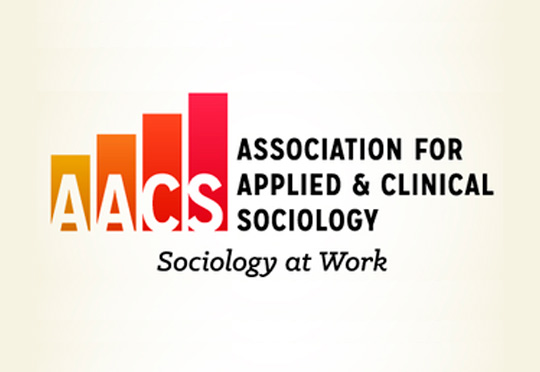 AACS
ASSOCIATION FOR
APPLIED & CLINICAL
SOCIOLOGY
Sociology at Work